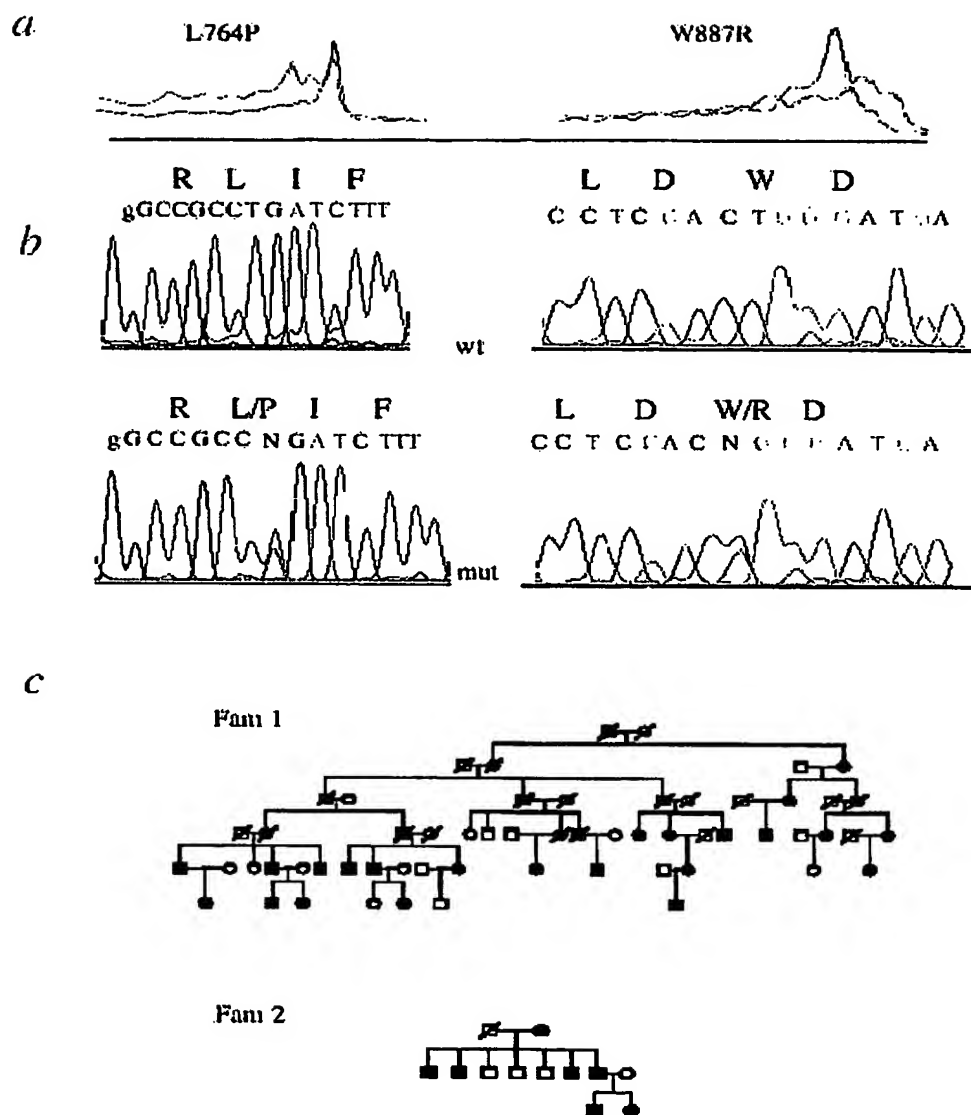 a
L764P W887R
b
R L I F
gGCCGCCTGATCTTT
L D W D
C C T C A C T A T A
wt
R L/P I F
gGCCGCCNGATCTTT
L D W/R D
C C T C A C N A T A
mut
c
Fam 1
Fam 2